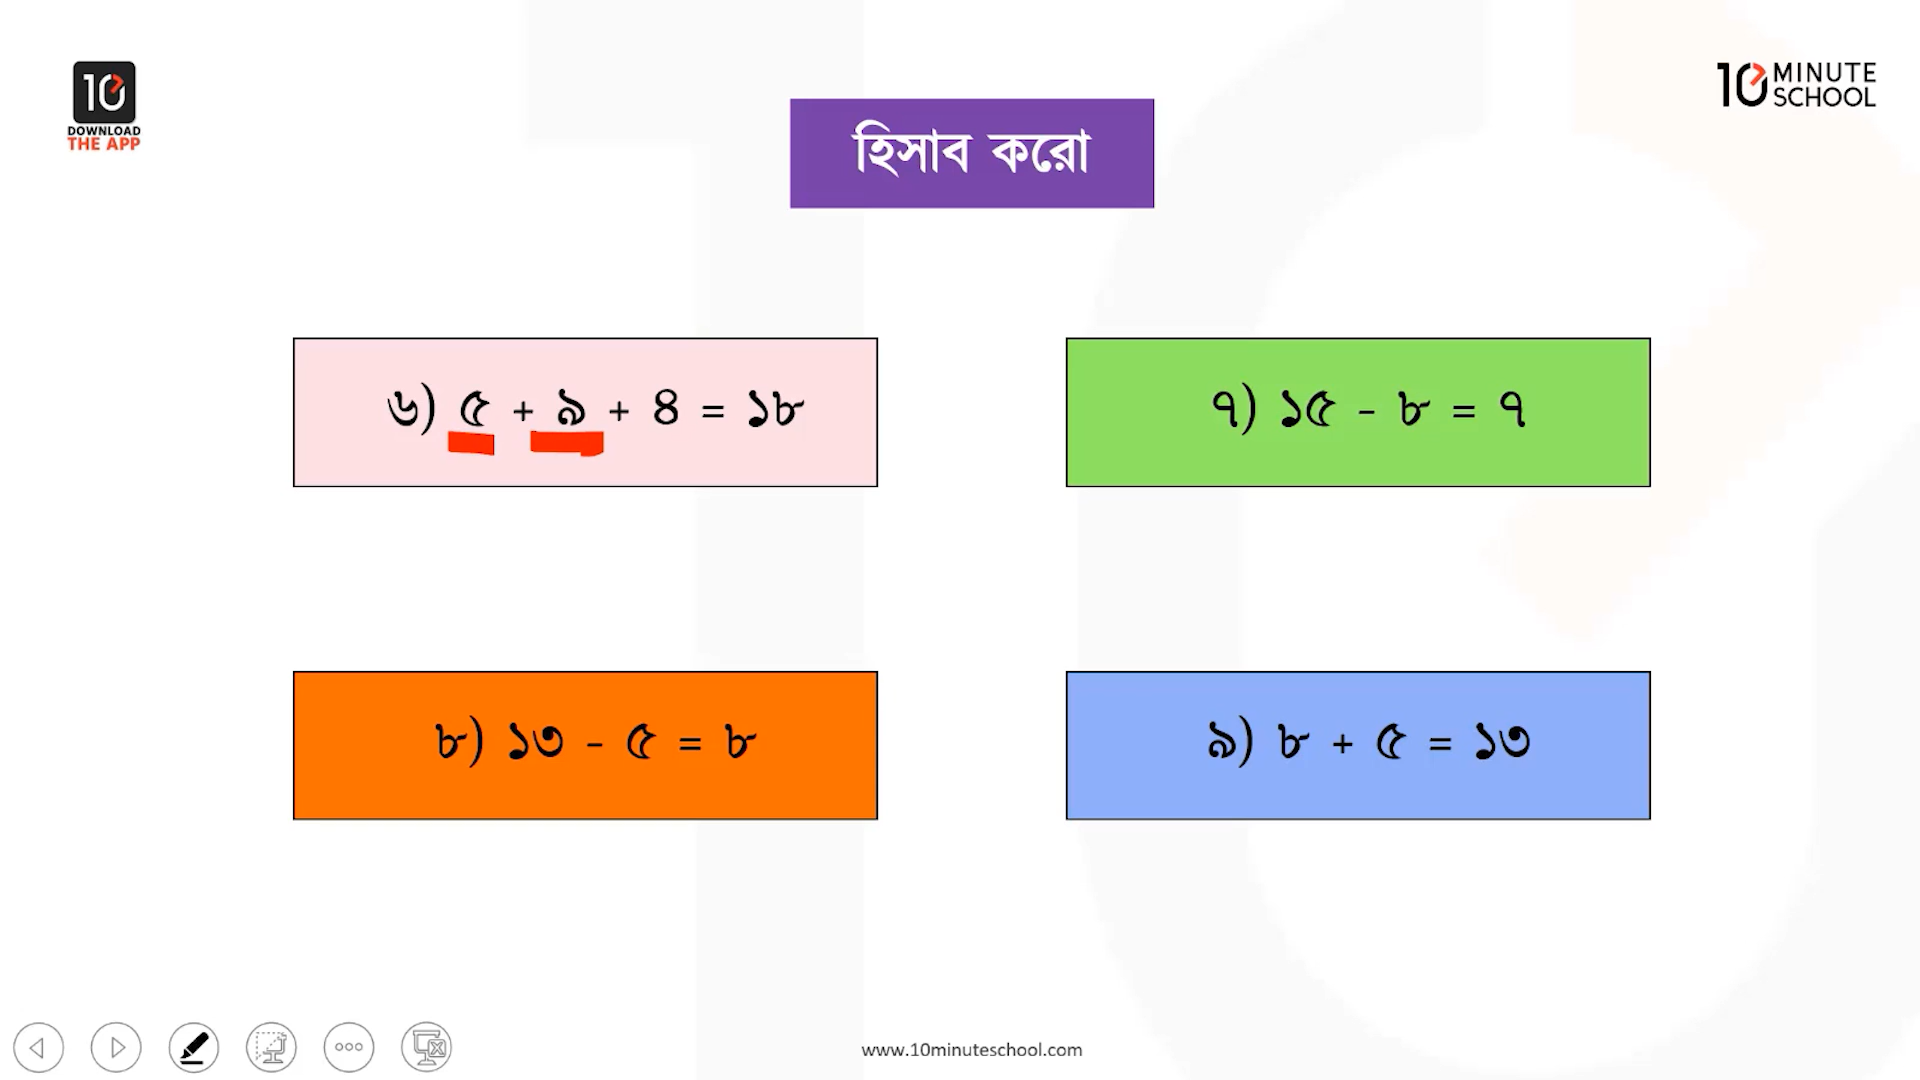 10
DOWNLOAD
THE APP
10 MINUTE
SCHOOL
হিসাব করো
৬) ৫ + ৯ + ৪ = ১৮
৭) ১৫ - ৮ = ৭
৮) ১৩ - ৫ = ৮
৯) ৮ + ৫ = ১৩
www.10minuteschool.com